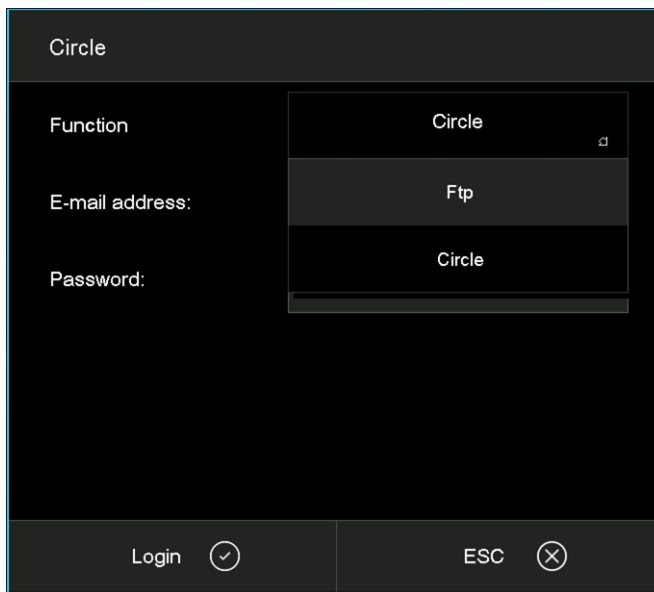 Circle
Function
Circle
E-mail address:
Ftp
Password:
Circle
Login
ESC